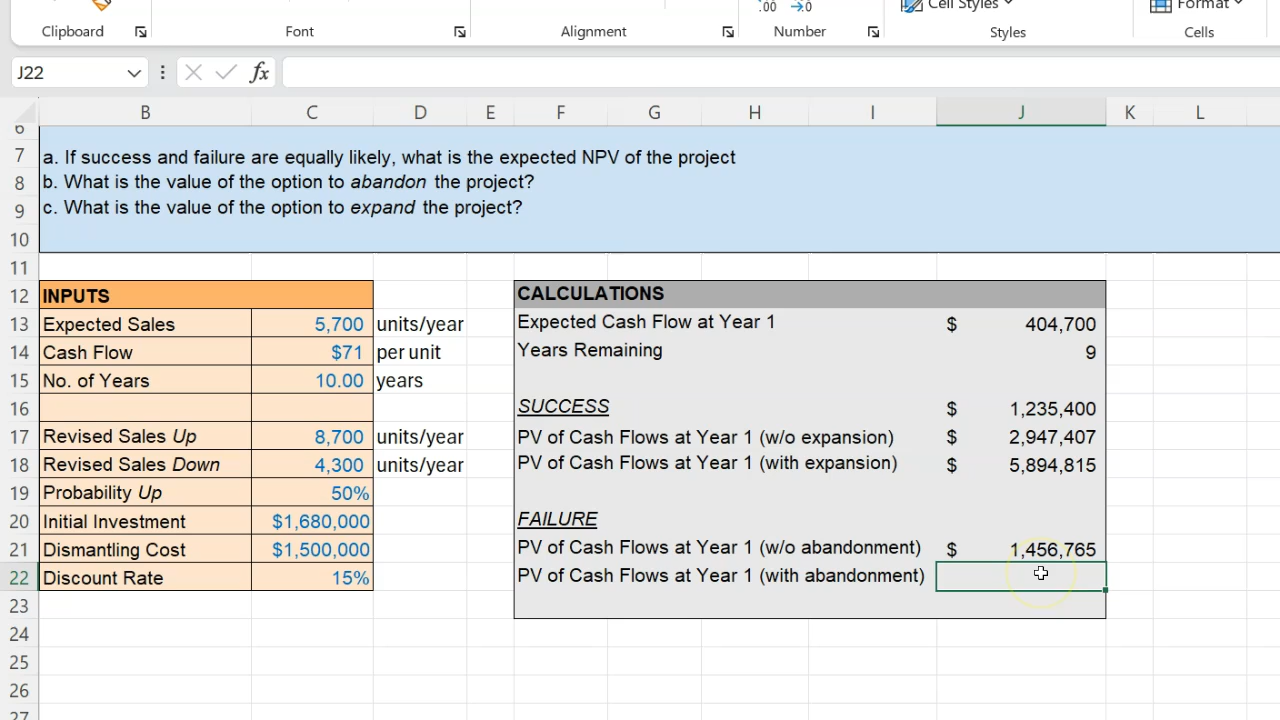 Cell Styles
Format
Clipboard Font Alignment Number Styles Cells
J22 fx
B C D E F G H I J K L
6
7 a. If success and failure are equally likely, what is the expected NPV of the project
8 b. What is the value of the option to abandon the project?
9 c. What is the value of the option to expand the project?
10
11
12 INPUTS CALCULATIONS
13 Expected Sales 5,700 units/year Expected Cash Flow at Year 1 $ 404,700
14 Cash Flow $71 per unit Years Remaining 9
15 No. of Years 10.00 years
16 SUCCESS $ 1,235,400
17 Revised Sales Up 8,700 units/year PV of Cash Flows at Year 1 (w/o expansion) $ 2,947,407
18 Revised Sales Down 4,300 units/year PV of Cash Flows at Year 1 (with expansion) $ 5,894,815
19 Probability Up 50%
20 Initial Investment $1,680,000 FAILURE
21 Dismantling Cost $1,500,000 PV of Cash Flows at Year 1 (w/o abandonment) $ 1,456,765
22 Discount Rate 15% PV of Cash Flows at Year 1 (with abandonment)
23
24
25
26
27